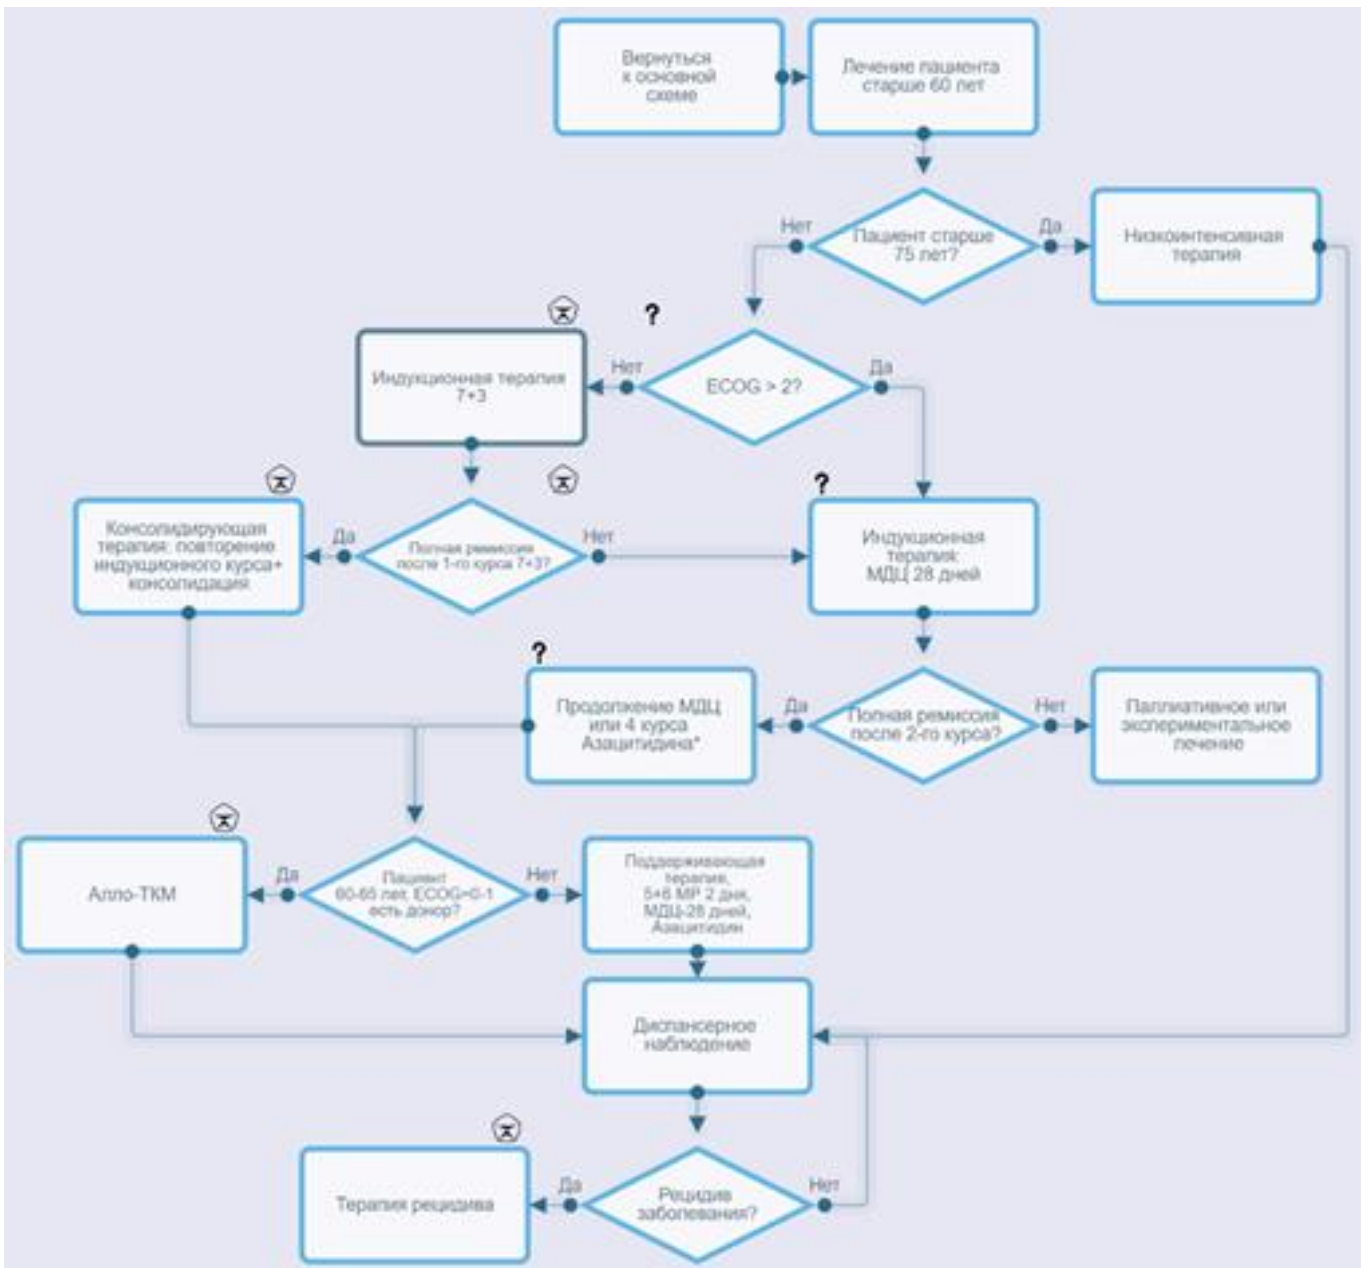 Вернуться
к основной
схеме
Лечение пациента
старше 60 лет
Нет
Пациент старше
75 лет?
Да
Низкоинтенсивная
терапия
?
Индукционная терапия
7+3
Нет
ECOG > 2?
Да
?
Консолидирующая
терапия: повторение
индукционного курса+
консолидация
Да
Полная ремиссия
после 1-го курса 7+3?
Нет
Индукционная
терапия:
МДЦ 28 дней
?
Продолжение МДЦ
или 4 курса
Азацитидина*
Да
Полная ремиссия
после 2-го курса?
Нет
Паллиативное или
экспериментальное
лечение
Алло-ТКМ
Да
Пациент
60-65 лет, ECOG=0-1
есть донор?
Нет
Поддерживающая
терапия,
5+6 МР 2 дня,
МДЦ-28 дней,
Азацитидин
Диспансерное
наблюдение
Терапия рецидива
Да
Рецидив
заболевания?
Нет